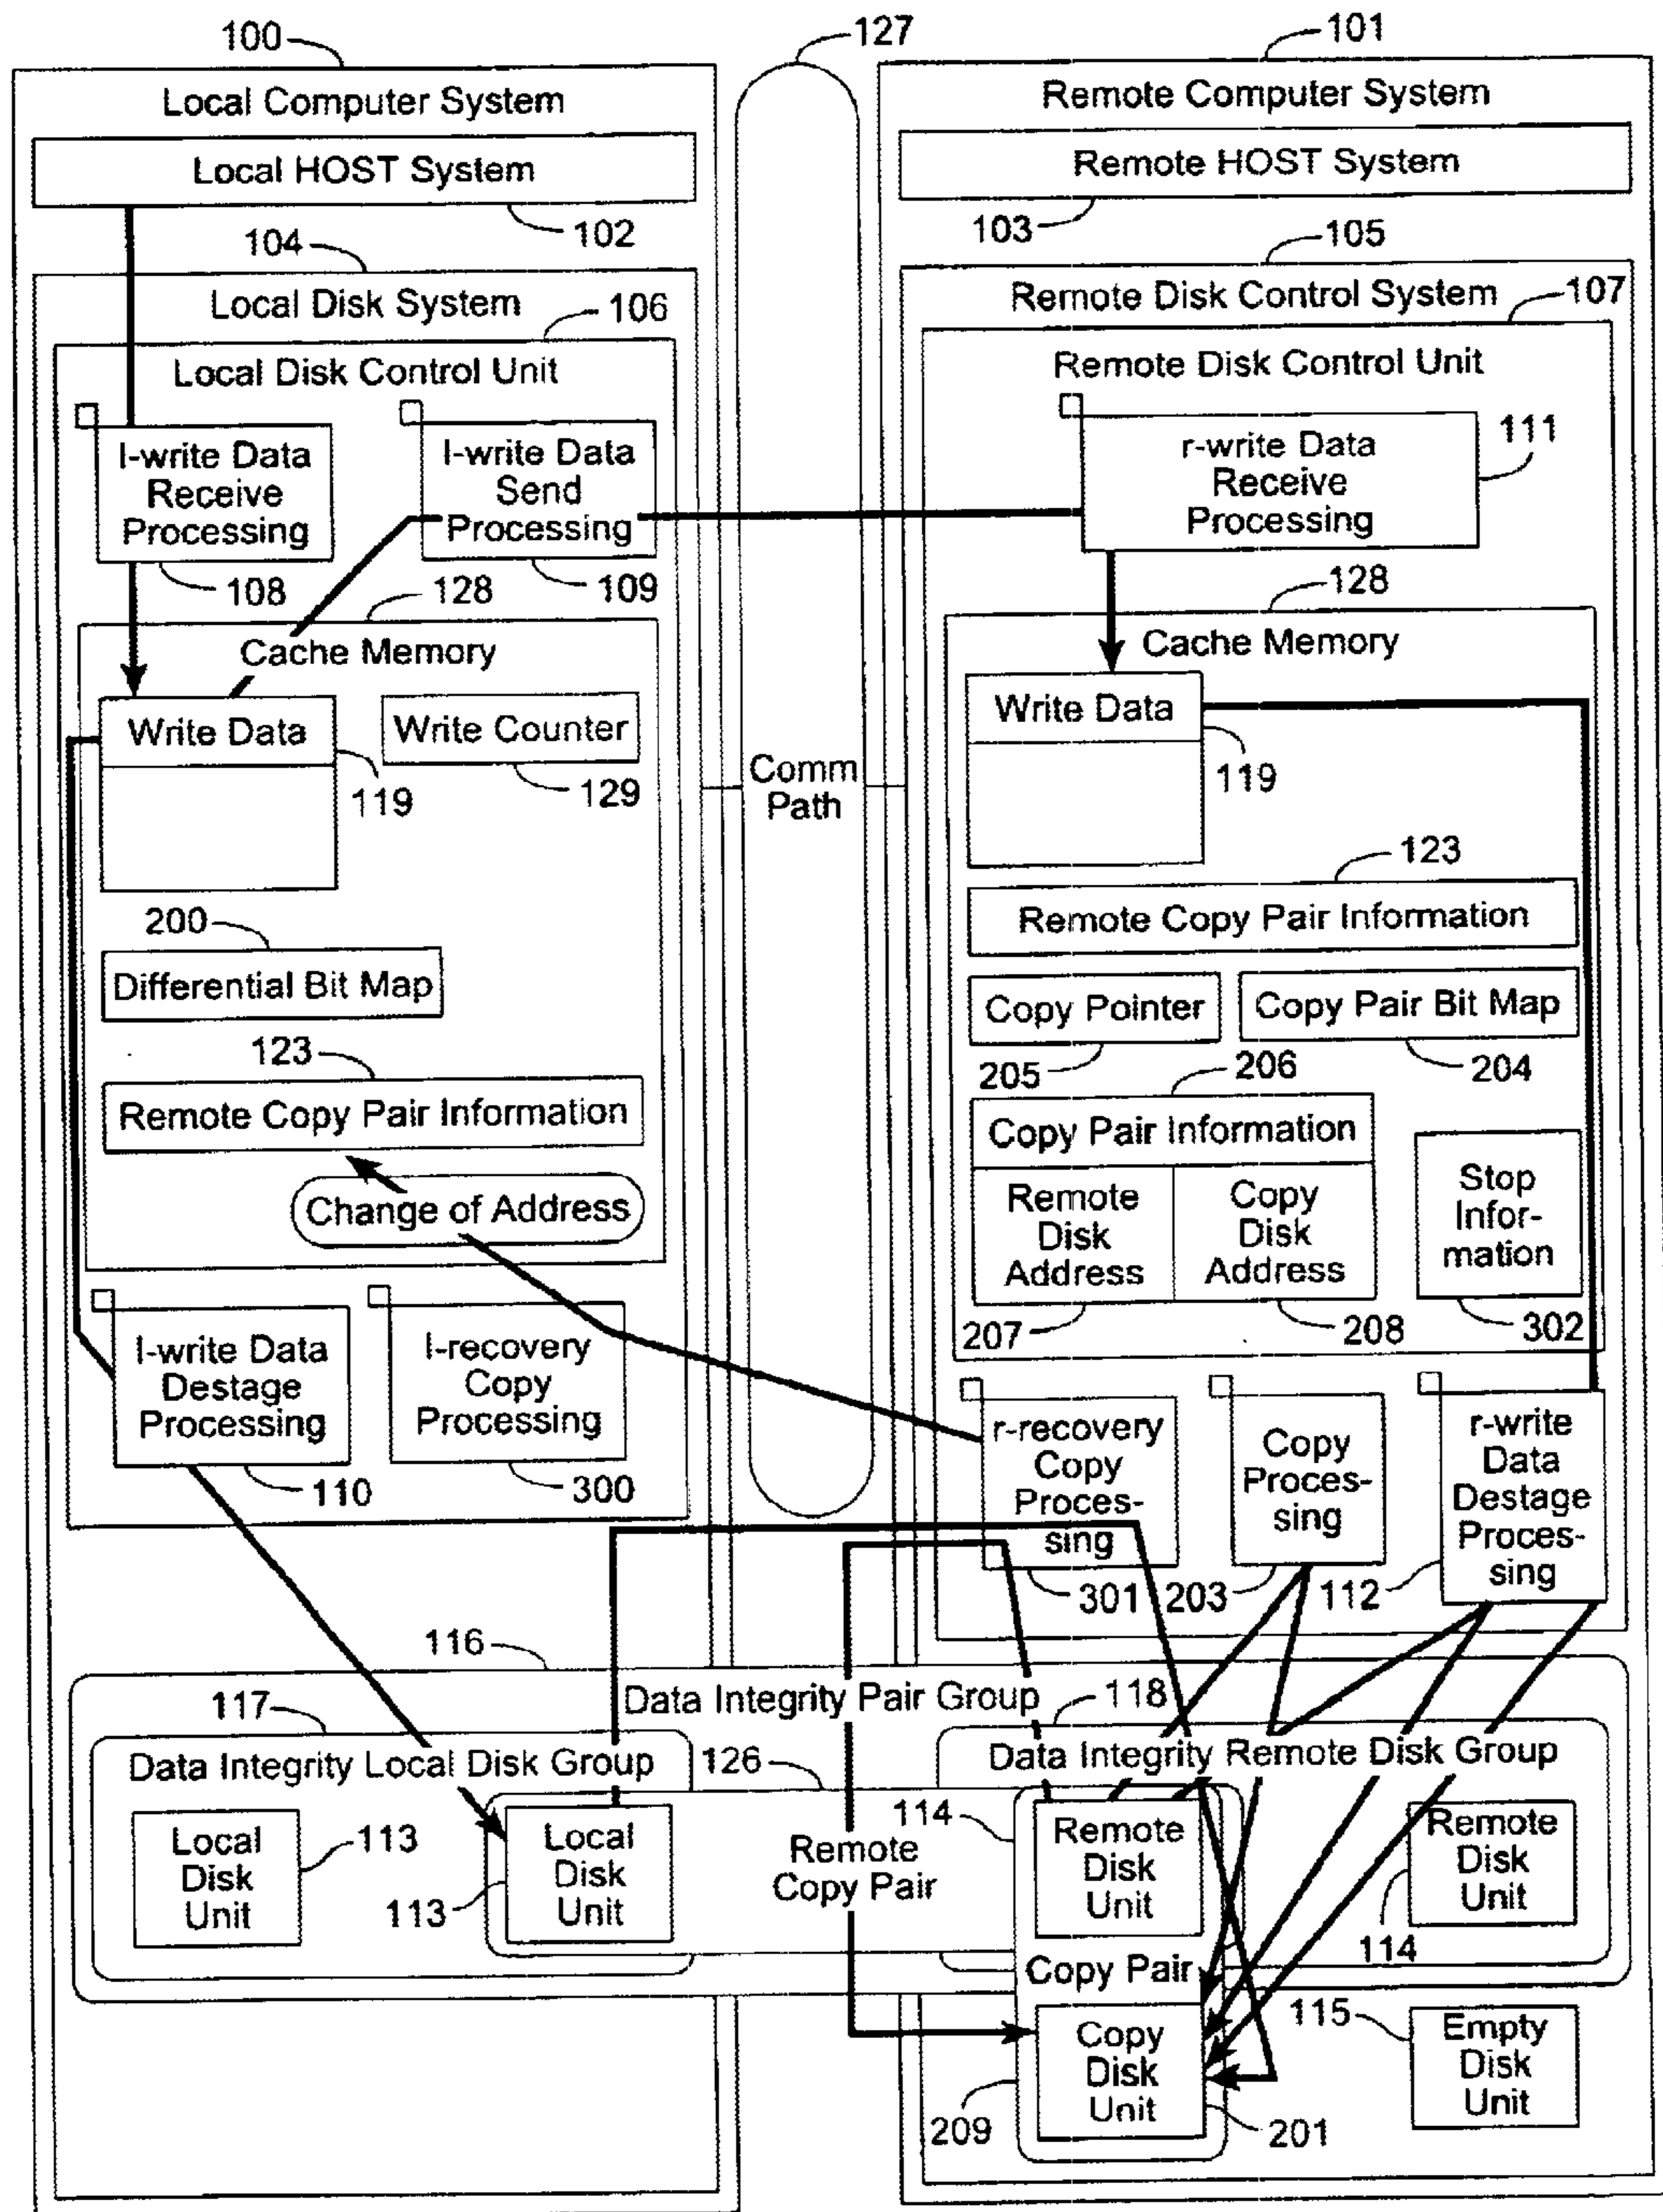 100
127
101
Local Computer System
Remote Computer System
Local HOST System
Remote HOST System
102
103
104
105
Local Disk System
Remote Disk Control System
106
107
Local Disk Control Unit
Remote Disk Control Unit
l-write Data
Receive
Processing
l-write Data
Send
Processing
r-write Data
Receive
Processing
111
108
109
128
128
Cache Memory
Cache Memory
Write Data
Write Counter
Write Data
119
129
Comm
Path
119
123
Remote Copy Pair Information
200
Differential Bit Map
Copy Pointer
Copy Pair Bit Map
205
206
204
123
Remote Copy Pair Information
Copy Pair Information
Change of Address
Remote
Disk
Address
Copy
Disk
Address
Stop
Infor-
mation
207
208
302
l-write Data
Destage
Processing
l-recovery
Copy
Processing
r-recovery
Copy
Proces-
sing
Copy
Proces-
sing
r-write
Data
Destage
Proces-
sing
110
300
301
203
112
116
Data Integrity Pair Group
117
118
Data Integrity Local Disk Group
126
Data Integrity Remote Disk Group
Local
Disk
Unit
113
Local
Disk
Unit
113
Remote
Copy Pair
114
Remote
Disk
Unit
Remote
Disk
Unit
114
Copy Pair
Copy
Disk
Unit
209
201
115
Empty
Disk
Unit